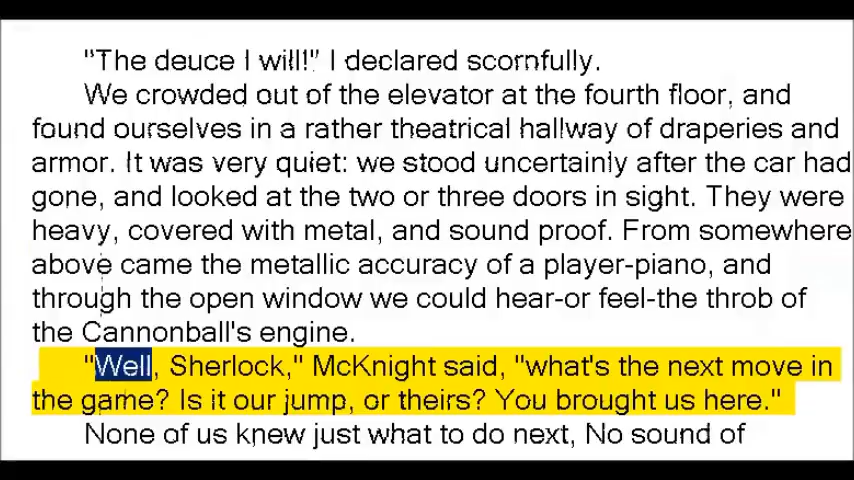 "The deuce I will!" I declared scornfully.
We crowded out of the elevator at the fourth floor, and
found ourselves in a rather theatrical hallway of draperies and
armor. It was very quiet: we stood uncertainly after the car had
gone, and looked at the two or three doors in sight. They were
heavy, covered with metal, and sound proof. From somewhere
above came the metallic accuracy of a player-piano, and
through the open window we could hear-or feel-the throb of
the Cannonball's engine.
"Well, Sherlock," McKnight said, "what's the next move in
the game? Is it our jump, or theirs? You brought us here."
None of us knew just what to do next, No sound of